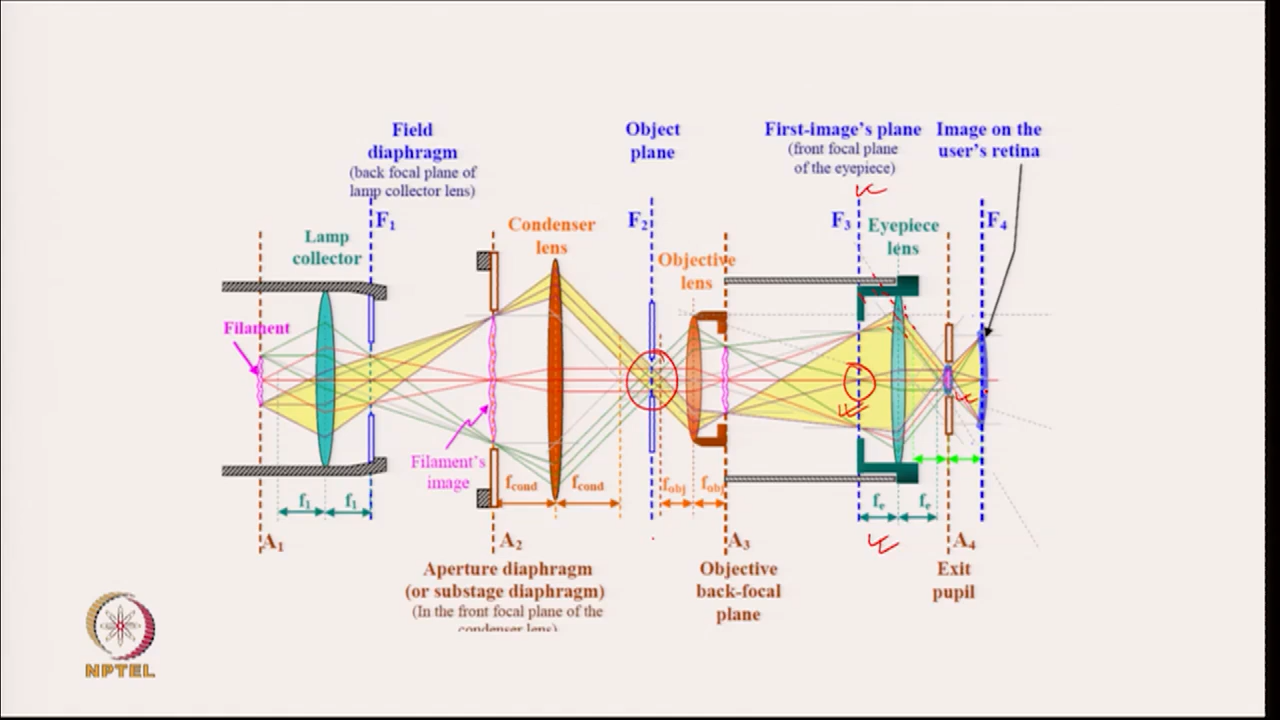 Field
diaphragm
(back focal plane of
lamp collector lens)
Object
plane
First-image's plane
(front focal plane
of the eyepiece)
Image on the
user's retina
F1
F2
F3
F4
Lamp
collector
Condenser
lens
Objective
lens
Eyepiece
lens
Filament
Filament's
image
f1
f1
fcond
fcond
fobj
fobj
fe
fe
A1
A2
A3
A4
Aperture diaphragm
(or substage diaphragm)
(In the front focal plane of the
condenser lens)
Objective
back-focal
plane
Exit
pupil
NPTEL